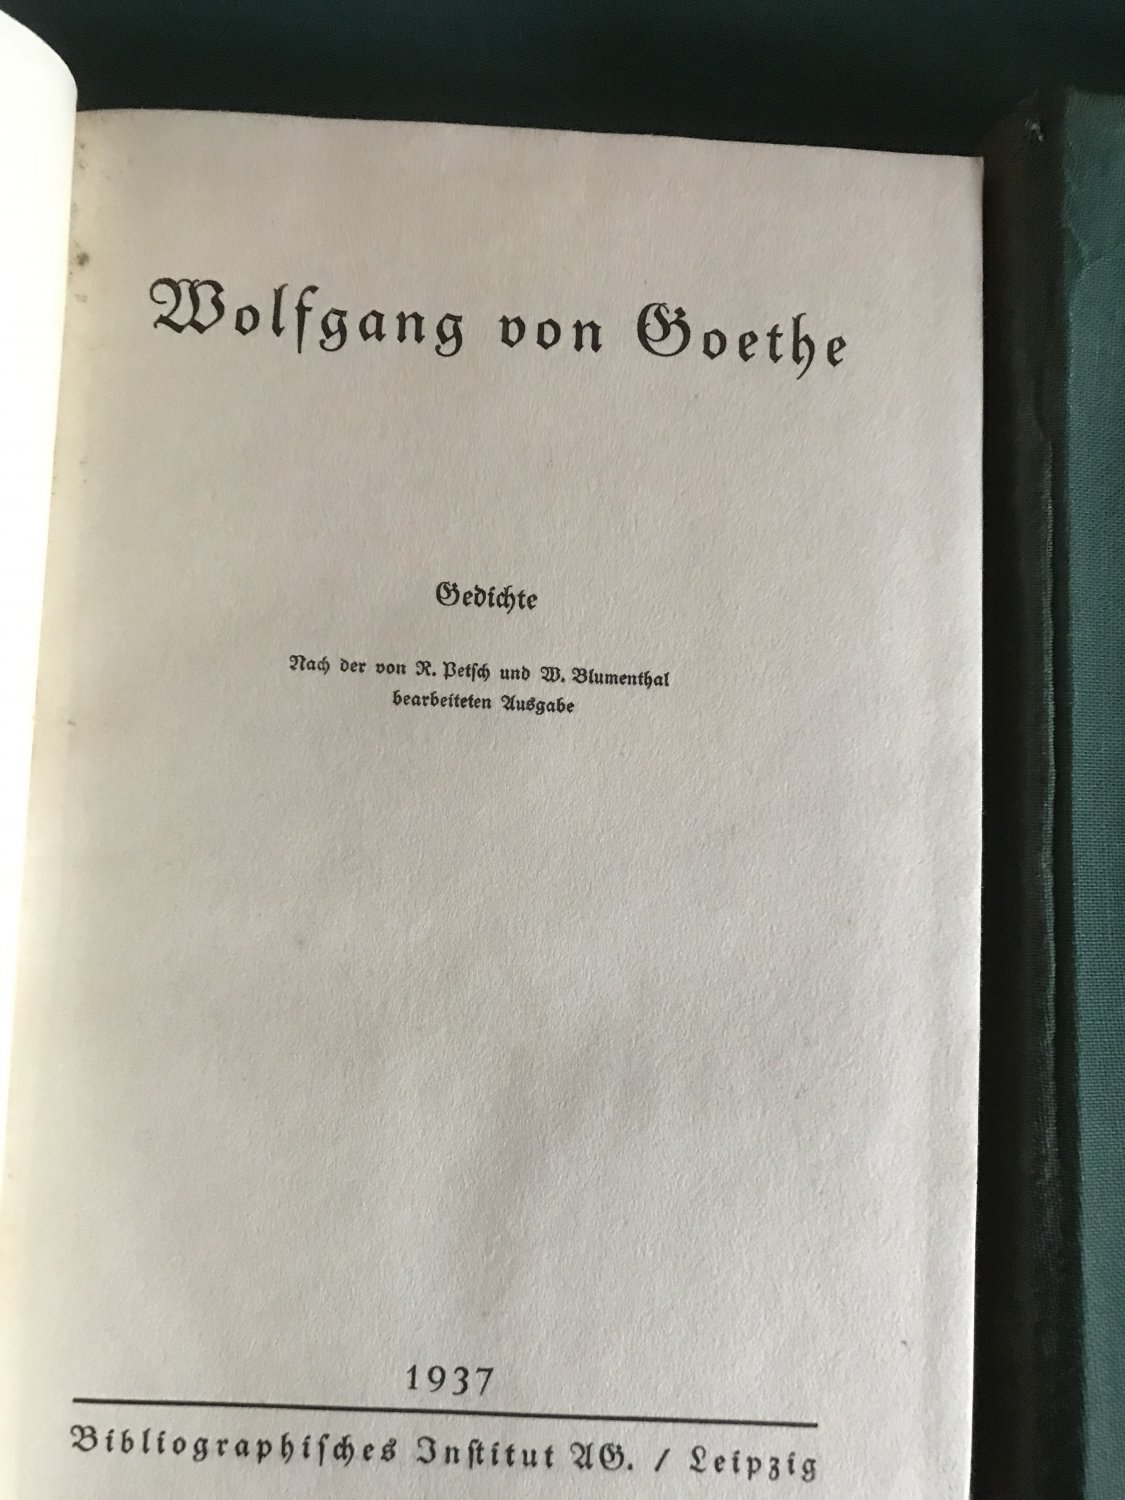 Wolfgang von Goethe
Gedichte
Nach der von R. Petſch und W. Blumenthal
bearbeiteten Ausgabe
1937
Bibliographiſches Inſtitut AG. / Leipzig